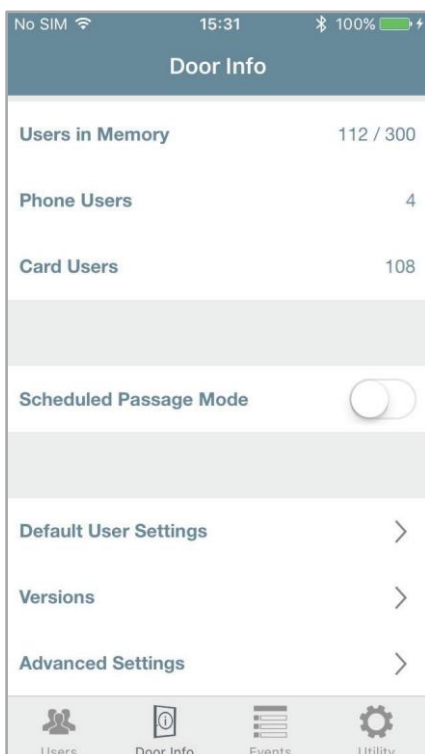 No SIM 15:31 100%
Door Info
Users in Memory 112 / 300
Phone Users 4
Card Users 108
Scheduled Passage Mode
Default User Settings
Versions
Advanced Settings
Users Door Info Events Utility